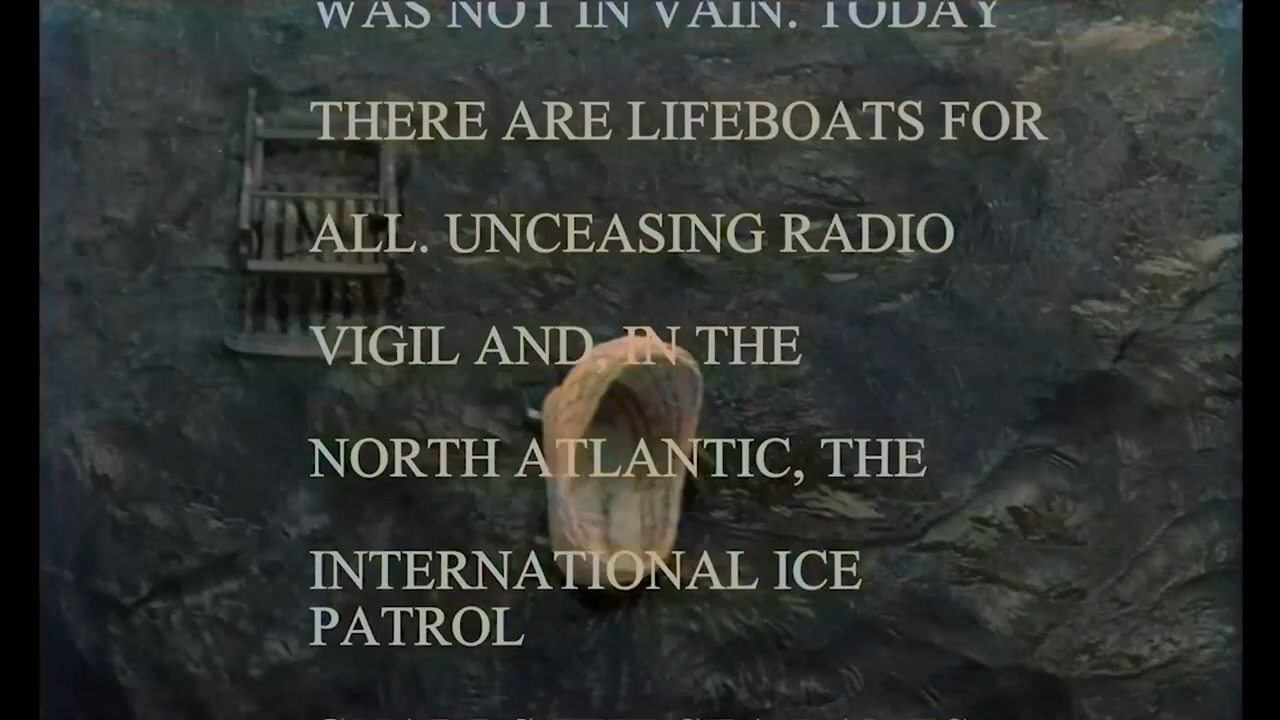 WAS NOT IN VAIN. TODAY
THERE ARE LIFEBOATS FOR
ALL. UNCEASING RADIO
VIGIL AND, IN THE
NORTH ATLANTIC, THE
INTERNATIONAL ICE
PATROL